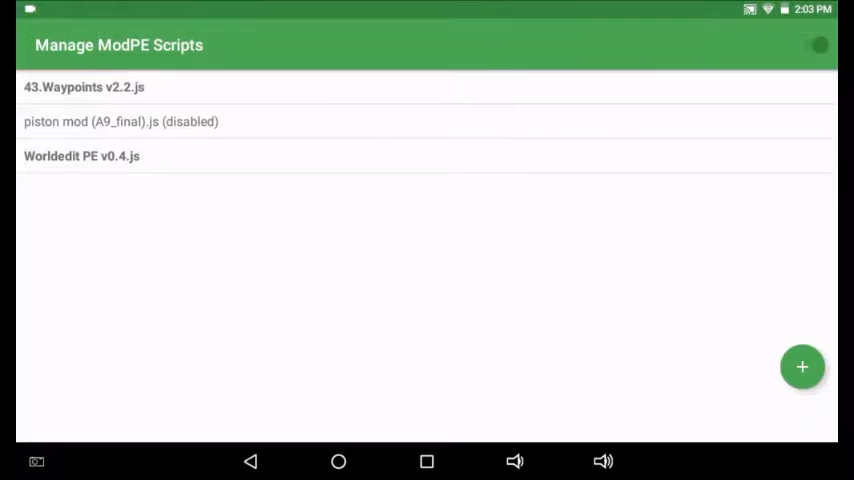 2:03 PM
Manage ModPE Scripts
43.Waypoints v2.2.js
piston mod (A9_final).js (disabled)
Worldedit PE v0.4.js
+